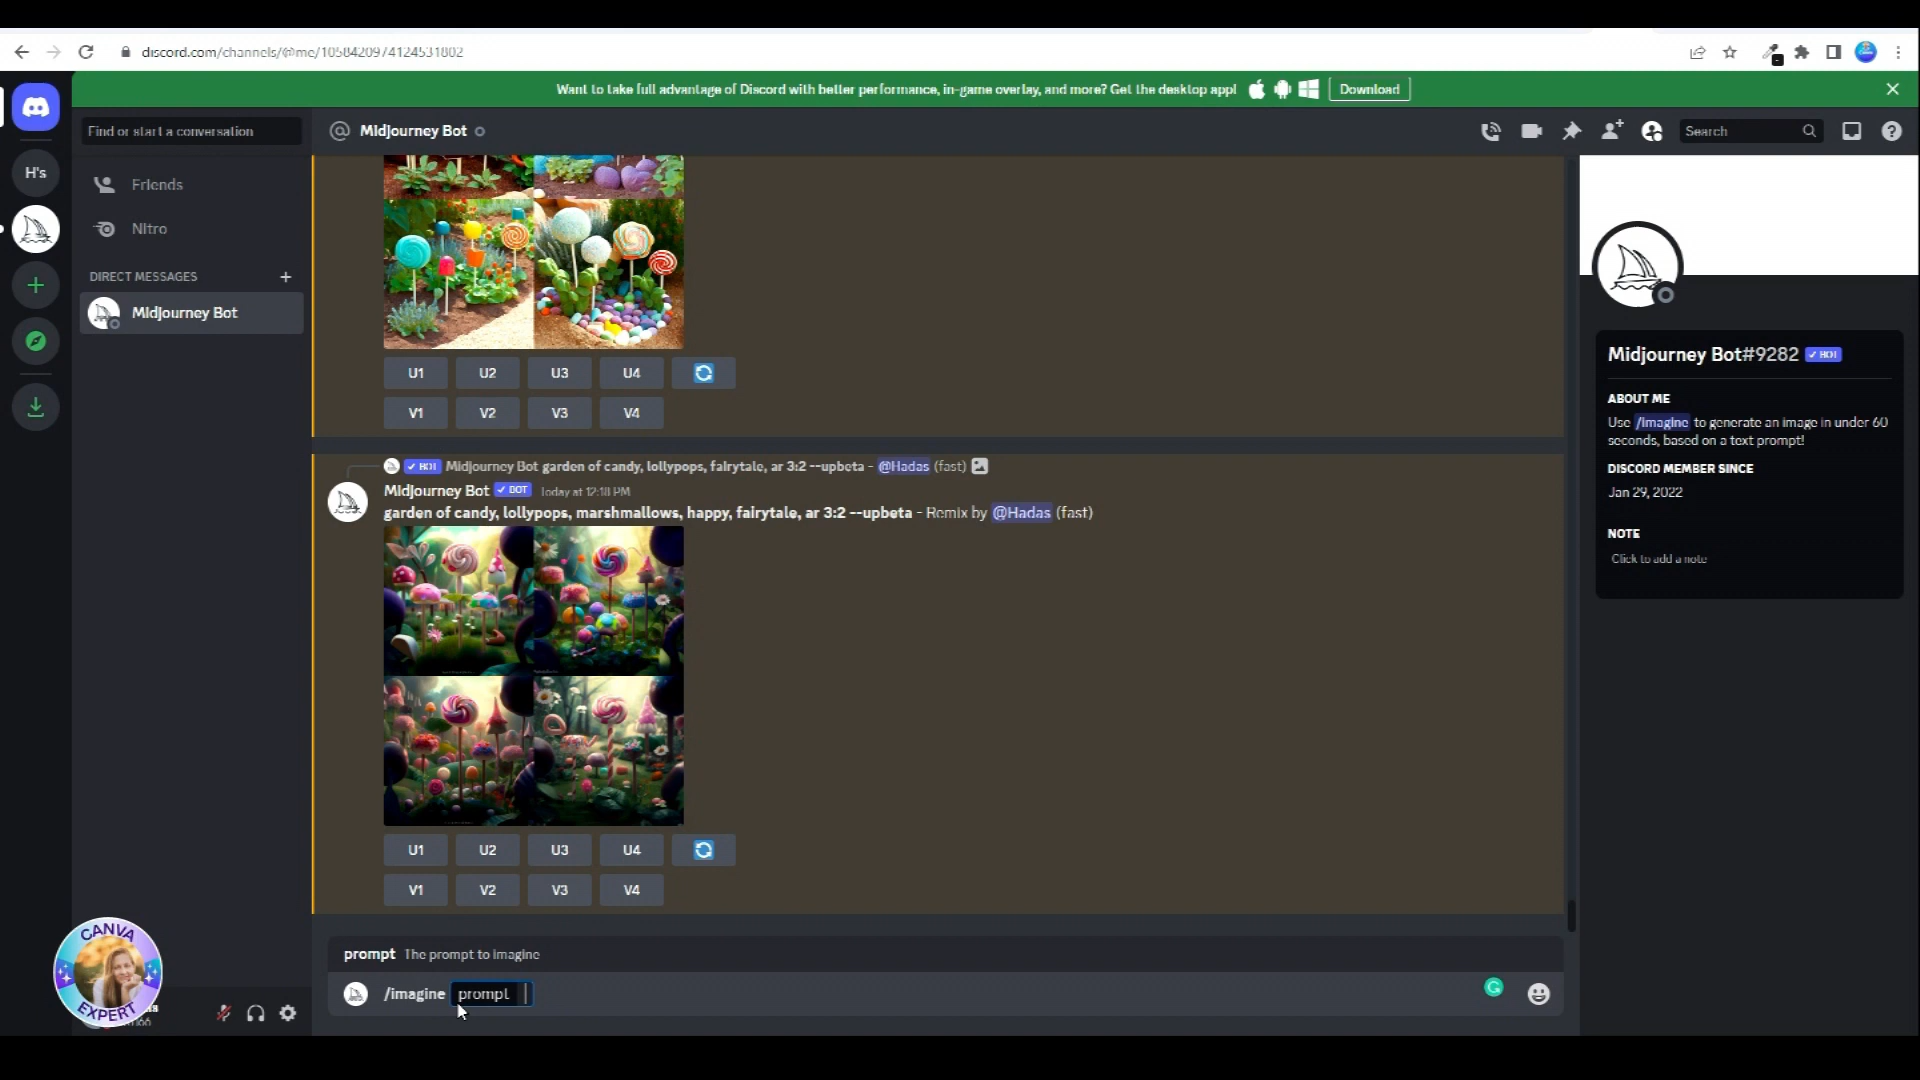 discord.com/channels/@me/1058420974124531802
Want to take full advantage of Discord with better performance, in-game overlay, and more? Get the desktop app!
Download
Find or start a conversation
Midjourney Bot
Search
H's
Friends
Nitro
DIRECT MESSAGES
Midjourney Bot
U1 U2 U3 U4
V1 V2 V3 V4
BOT Midjourney Bot garden of candy, lollypops, fairytale, ar 3:2 --upbeta - @Hadas (fast)
Midjourney Bot BOT Today at 12:18 PM
garden of candy, lollypops, marshmallows, happy, fairytale, ar 3:2 --upbeta - Remix by @Hadas (fast)
U1 U2 U3 U4
V1 V2 V3 V4
prompt The prompt to imagine
/imagine prompt
Midjourney Bot#9282 BOT
ABOUT ME
Use /imagine to generate an image in under 60
seconds, based on a text prompt!
DISCORD MEMBER SINCE
Jan 29, 2022
NOTE
Click to add a note
CANVA
EXPERT